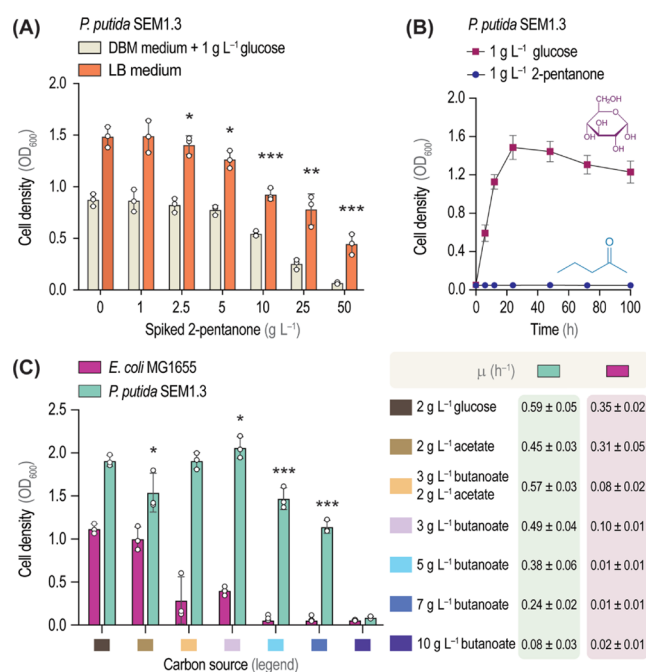 (A)
P. putida SEM1.3
DBM medium + 1 g L–1 glucose
LB medium
Cell density (OD600)
2.0
1.5
1.0
0.5
0.0
* * *** ** ***
0 1 2.5 5 10 25 50
Spiked 2-pentanone (g L–1)
(B)
P. putida SEM1.3
1 g L–1 glucose
1 g L–1 2-pentanone
Cell density (OD600)
2.0
1.6
1.2
0.8
0.4
0.0
CH2OH
O
OH
HO
OH
OH
O
0 20 40 60 80 100
Time (h)
(C)
E. coli MG1655
P. putida SEM1.3
Cell density (OD600)
2.5
2.0
1.5
1.0
0.5
0.0
* * *** ***
Carbon source (legend)
μ (h–1)
2 g L–1 glucose 0.59 ± 0.05 0.35 ± 0.02
2 g L–1 acetate 0.45 ± 0.03 0.31 ± 0.05
3 g L–1 butanoate
2 g L–1 acetate 0.57 ± 0.03 0.08 ± 0.02
3 g L–1 butanoate 0.49 ± 0.04 0.10 ± 0.01
5 g L–1 butanoate 0.38 ± 0.06 0.01 ± 0.01
7 g L–1 butanoate 0.24 ± 0.02 0.01 ± 0.01
10 g L–1 butanoate 0.08 ± 0.03 0.02 ± 0.01